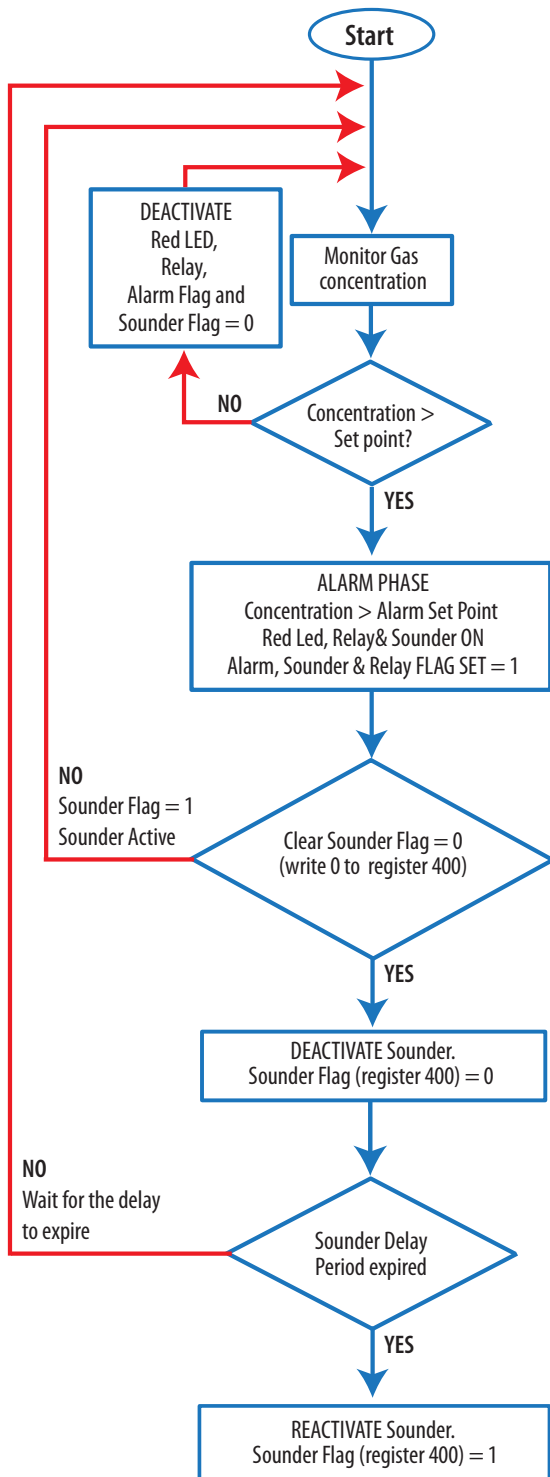 Start
DEACTIVATE
Red LED,
Relay,
Alarm Flag and
Sounder Flag = 0
Monitor Gas
concentration
NO
Concentration >
Set point?
YES
ALARM PHASE
Concentration > Alarm Set Point
Red Led, Relay& Sounder ON
Alarm, Sounder & Relay FLAG SET = 1
NO
Sounder Flag = 1
Sounder Active
Clear Sounder Flag = 0
(write 0 to register 400)
YES
DEACTIVATE Sounder.
Sounder Flag (register 400) = 0
NO
Wait for the delay
to expire
Sounder Delay
Period expired
YES
REACTIVATE Sounder.
Sounder Flag (register 400) = 1